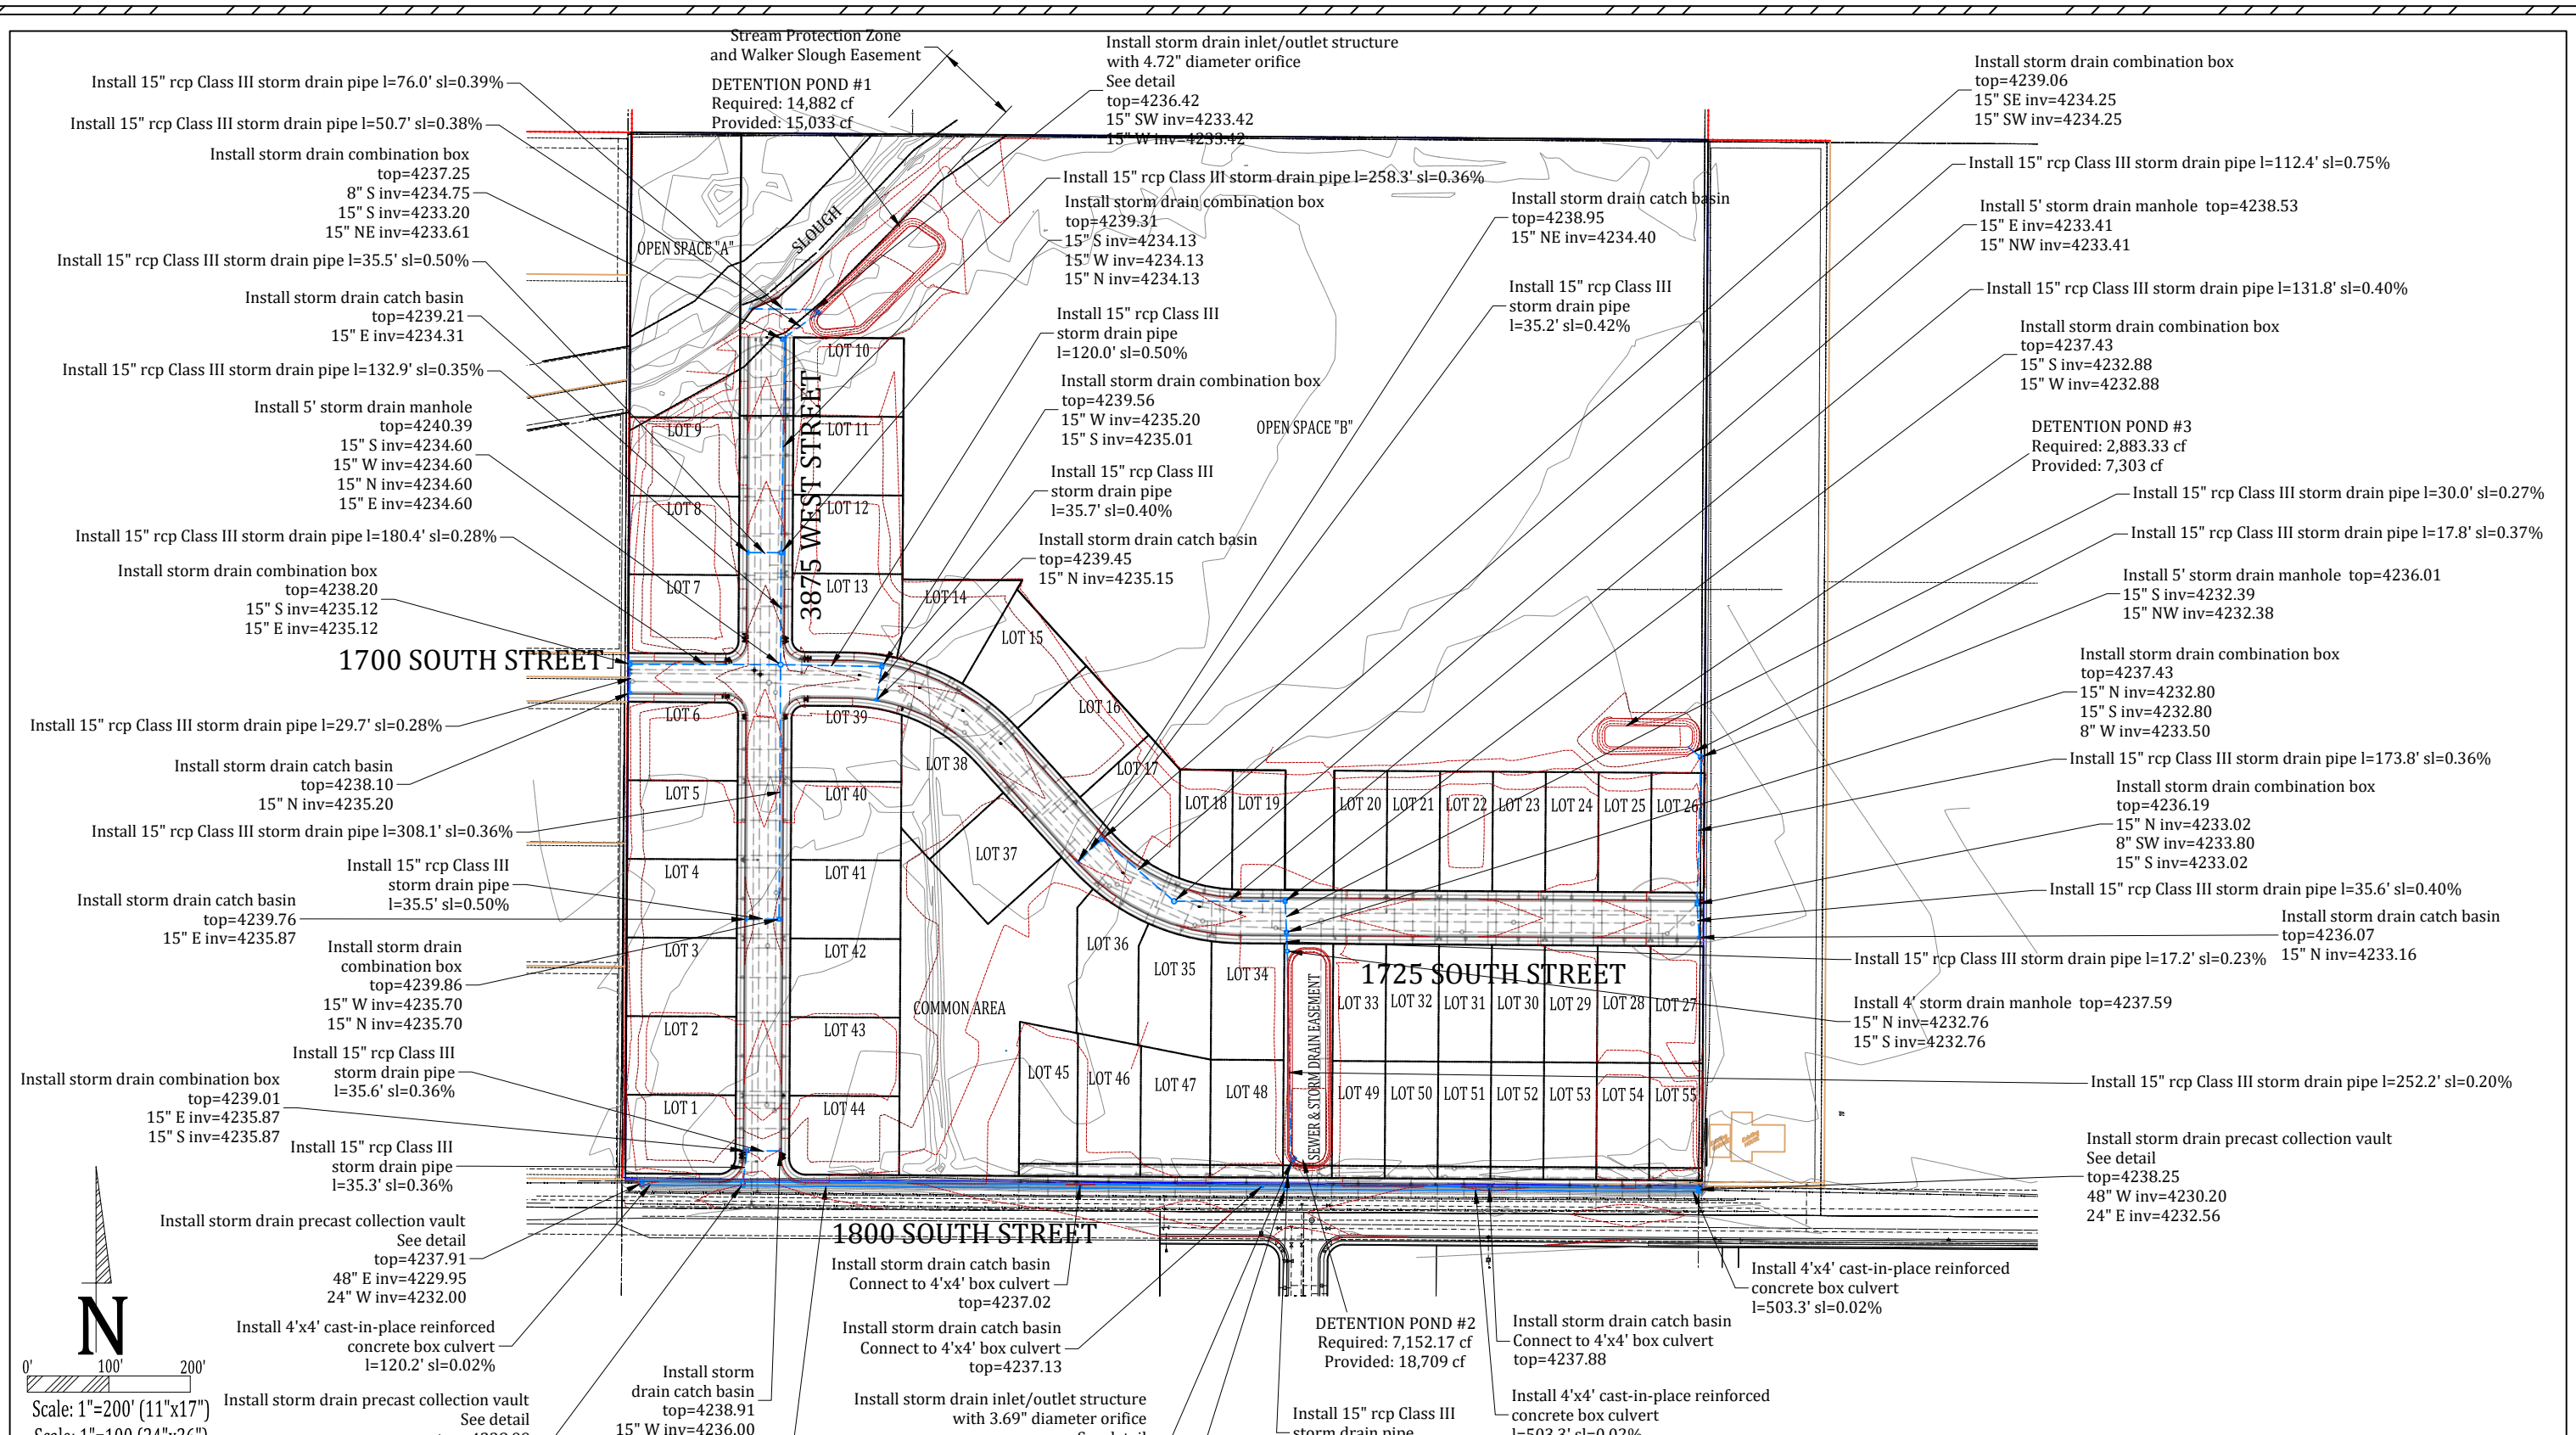 Stream Protection Zone
and Walker Slough Easement
DETENTION POND #1
Required: 14,882 cf
Provided: 15,033 cf
Install storm drain inlet/outlet structure
with 4.72" diameter orifice
See detail
top=4236.42
15" SW inv=4233.42
15" W inv=4233.42
Install 15" rcp Class III storm drain pipe l=76.0' sl=0.39%
Install 15" rcp Class III storm drain pipe l=50.7' sl=0.38%
Install storm drain combination box
top=4237.25
8" S inv=4234.75
15" S inv=4233.20
15" NE inv=4233.61
Install 15" rcp Class III storm drain pipe l=35.5' sl=0.50%
Install storm drain catch basin
top=4239.21
15" E inv=4234.31
Install 15" rcp Class III storm drain pipe l=132.9' sl=0.35%
Install 5' storm drain manhole
top=4240.39
15" S inv=4234.60
15" W inv=4234.60
15" N inv=4234.60
15" E inv=4234.60
Install 15" rcp Class III storm drain pipe l=180.4' sl=0.28%
Install storm drain combination box
top=4238.20
15" S inv=4235.12
15" E inv=4235.12
1700 SOUTH STREET
Install 15" rcp Class III storm drain pipe l=29.7' sl=0.28%
Install storm drain catch basin
top=4238.10
15" N inv=4235.20
Install 15" rcp Class III storm drain pipe l=308.1' sl=0.36%
Install 15" rcp Class III
storm drain pipe
l=35.5' sl=0.50%
Install storm drain catch basin
top=4239.76
15" E inv=4235.87
Install storm drain
combination box
top=4239.86
15" W inv=4235.70
15" N inv=4235.70
Install 15" rcp Class III
storm drain pipe
l=35.6' sl=0.36%
Install storm drain combination box
top=4239.01
15" E inv=4235.87
15" S inv=4235.87
Install 15" rcp Class III
storm drain pipe
l=35.3' sl=0.36%
Install storm drain precast collection vault
See detail
top=4237.91
48" E inv=4229.95
24" W inv=4232.00
Install 4'x4' cast-in-place reinforced
concrete box culvert
l=120.2' sl=0.02%
Install storm drain precast collection vault
See detail
N
0' 100' 200'
Scale: 1"=200' (11"x17")
Scale: 1"=100 (24"x36")
Install storm
drain catch basin
top=4238.91
15" W inv=4236.00
Install 15" rcp Class III storm drain pipe l=258.3' sl=0.36%
Install storm drain combination box
top=4239.31
15" S inv=4234.13
15" W inv=4234.13
15" N inv=4234.13
Install 15" rcp Class III
storm drain pipe
l=120.0' sl=0.50%
Install storm drain combination box
top=4239.56
15" W inv=4235.20
15" S inv=4235.01
Install 15" rcp Class III
storm drain pipe
l=35.7' sl=0.40%
Install storm drain catch basin
top=4239.45
15" N inv=4235.15
Install storm drain catch basin
top=4238.95
15" NE inv=4234.40
Install 15" rcp Class III
storm drain pipe
l=35.2' sl=0.42%
Install storm drain combination box
top=4239.06
15" SE inv=4234.25
15" SW inv=4234.25
Install 15" rcp Class III storm drain pipe l=112.4' sl=0.75%
Install 5' storm drain manhole top=4238.53
15" E inv=4233.41
15" NW inv=4233.41
Install 15" rcp Class III storm drain pipe l=131.8' sl=0.40%
Install storm drain combination box
top=4237.43
15" S inv=4232.88
15" W inv=4232.88
DETENTION POND #3
Required: 2,883.33 cf
Provided: 7,303 cf
Install 15" rcp Class III storm drain pipe l=30.0' sl=0.27%
Install 15" rcp Class III storm drain pipe l=17.8' sl=0.37%
Install 5' storm drain manhole top=4236.01
15" S inv=4232.39
15" NW inv=4232.38
Install storm drain combination box
top=4237.43
15" N inv=4232.80
15" S inv=4232.80
8" W inv=4233.50
Install 15" rcp Class III storm drain pipe l=173.8' sl=0.36%
Install storm drain combination box
top=4236.19
15" N inv=4233.02
8" SW inv=4233.80
15" S inv=4233.02
Install 15" rcp Class III storm drain pipe l=35.6' sl=0.40%
Install storm drain catch basin
top=4236.07
15" N inv=4233.16
Install 15" rcp Class III storm drain pipe l=17.2' sl=0.23%
Install 4' storm drain manhole top=4237.59
15" N inv=4232.76
15" S inv=4232.76
Install 15" rcp Class III storm drain pipe l=252.2' sl=0.20%
Install storm drain precast collection vault
See detail
top=4238.25
48" W inv=4230.20
24" E inv=4232.56
Install 4'x4' cast-in-place reinforced
concrete box culvert
l=503.3' sl=0.02%
OPEN SPACE "A"
SLOUGH
OPEN SPACE "B"
3875 WEST STREET
LOT 10
LOT 9
LOT 11
LOT 8
LOT 12
LOT 7
LOT 13
LOT 14
LOT 15
LOT 16
LOT 17
LOT 6
LOT 39
LOT 38
LOT 5
LOT 40
LOT 37
LOT 18
LOT 19
LOT 20
LOT 21
LOT 22
LOT 23
LOT 24
LOT 25
LOT 26
LOT 4
LOT 41
LOT 3
LOT 42
LOT 36
LOT 35
LOT 34
1725 SOUTH STREET
LOT 33
LOT 32
LOT 31
LOT 30
LOT 29
LOT 28
LOT 27
COMMON AREA
SEWER & STORM DRAIN EASEMENT
LOT 2
LOT 43
LOT 45
LOT 46
LOT 47
LOT 48
LOT 49
LOT 50
LOT 51
LOT 52
LOT 53
LOT 54
LOT 55
LOT 1
LOT 44
1800 SOUTH STREET
Install storm drain catch basin
Connect to 4'x4' box culvert
top=4237.02
Install storm drain catch basin
Connect to 4'x4' box culvert
top=4237.13
Install storm drain inlet/outlet structure
with 3.69" diameter orifice
See detail
DETENTION POND #2
Required: 7,152.17 cf
Provided: 18,709 cf
Install 15" rcp Class III
storm drain pipe
Install storm drain catch basin
Connect to 4'x4' box culvert
top=4237.88
Install 4'x4' cast-in-place reinforced
concrete box culvert
l=503.3' sl=0.02%